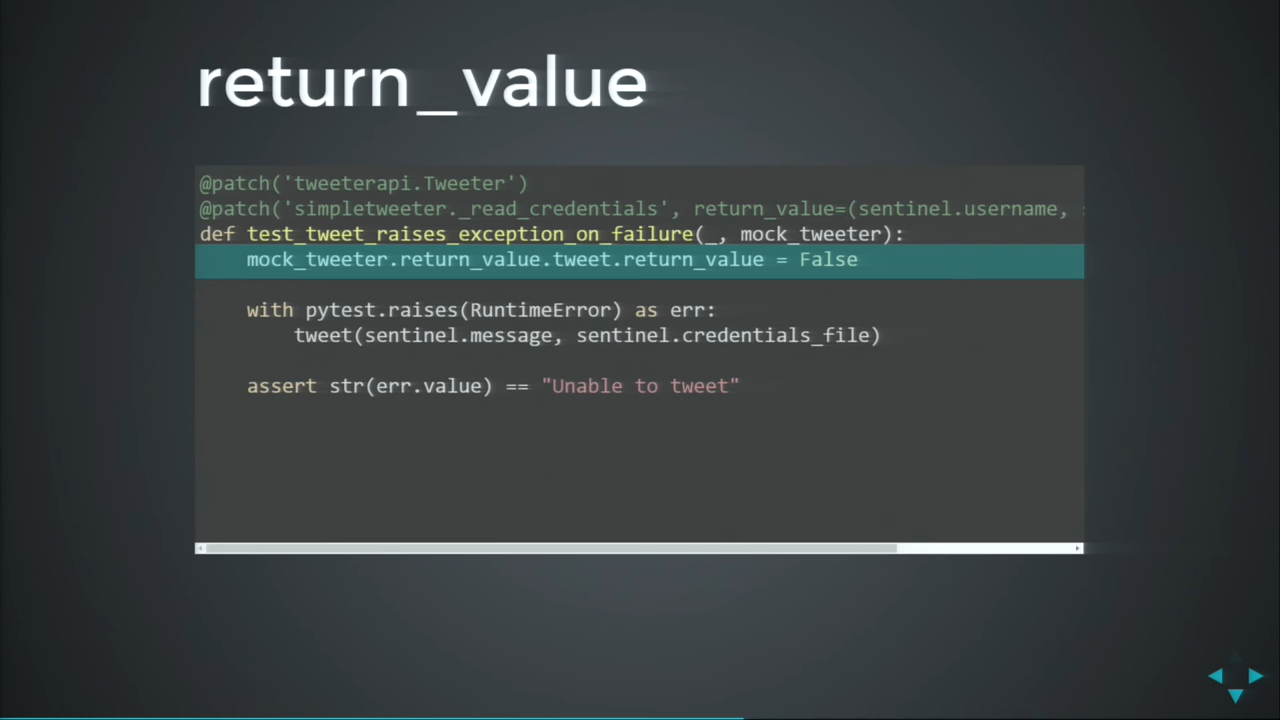 return_value
@patch('tweeterapi.Tweeter')
@patch('simpletweeter._read_credentials', return_value=(sentinel.username,
def test_tweet_raises_exception_on_failure(_, mock_tweeter):
    mock_tweeter.return_value.tweet.return_value = False
    with pytest.raises(RuntimeError) as err:
        tweet(sentinel.message, sentinel.credentials_file)
    assert str(err.value) == "Unable to tweet"